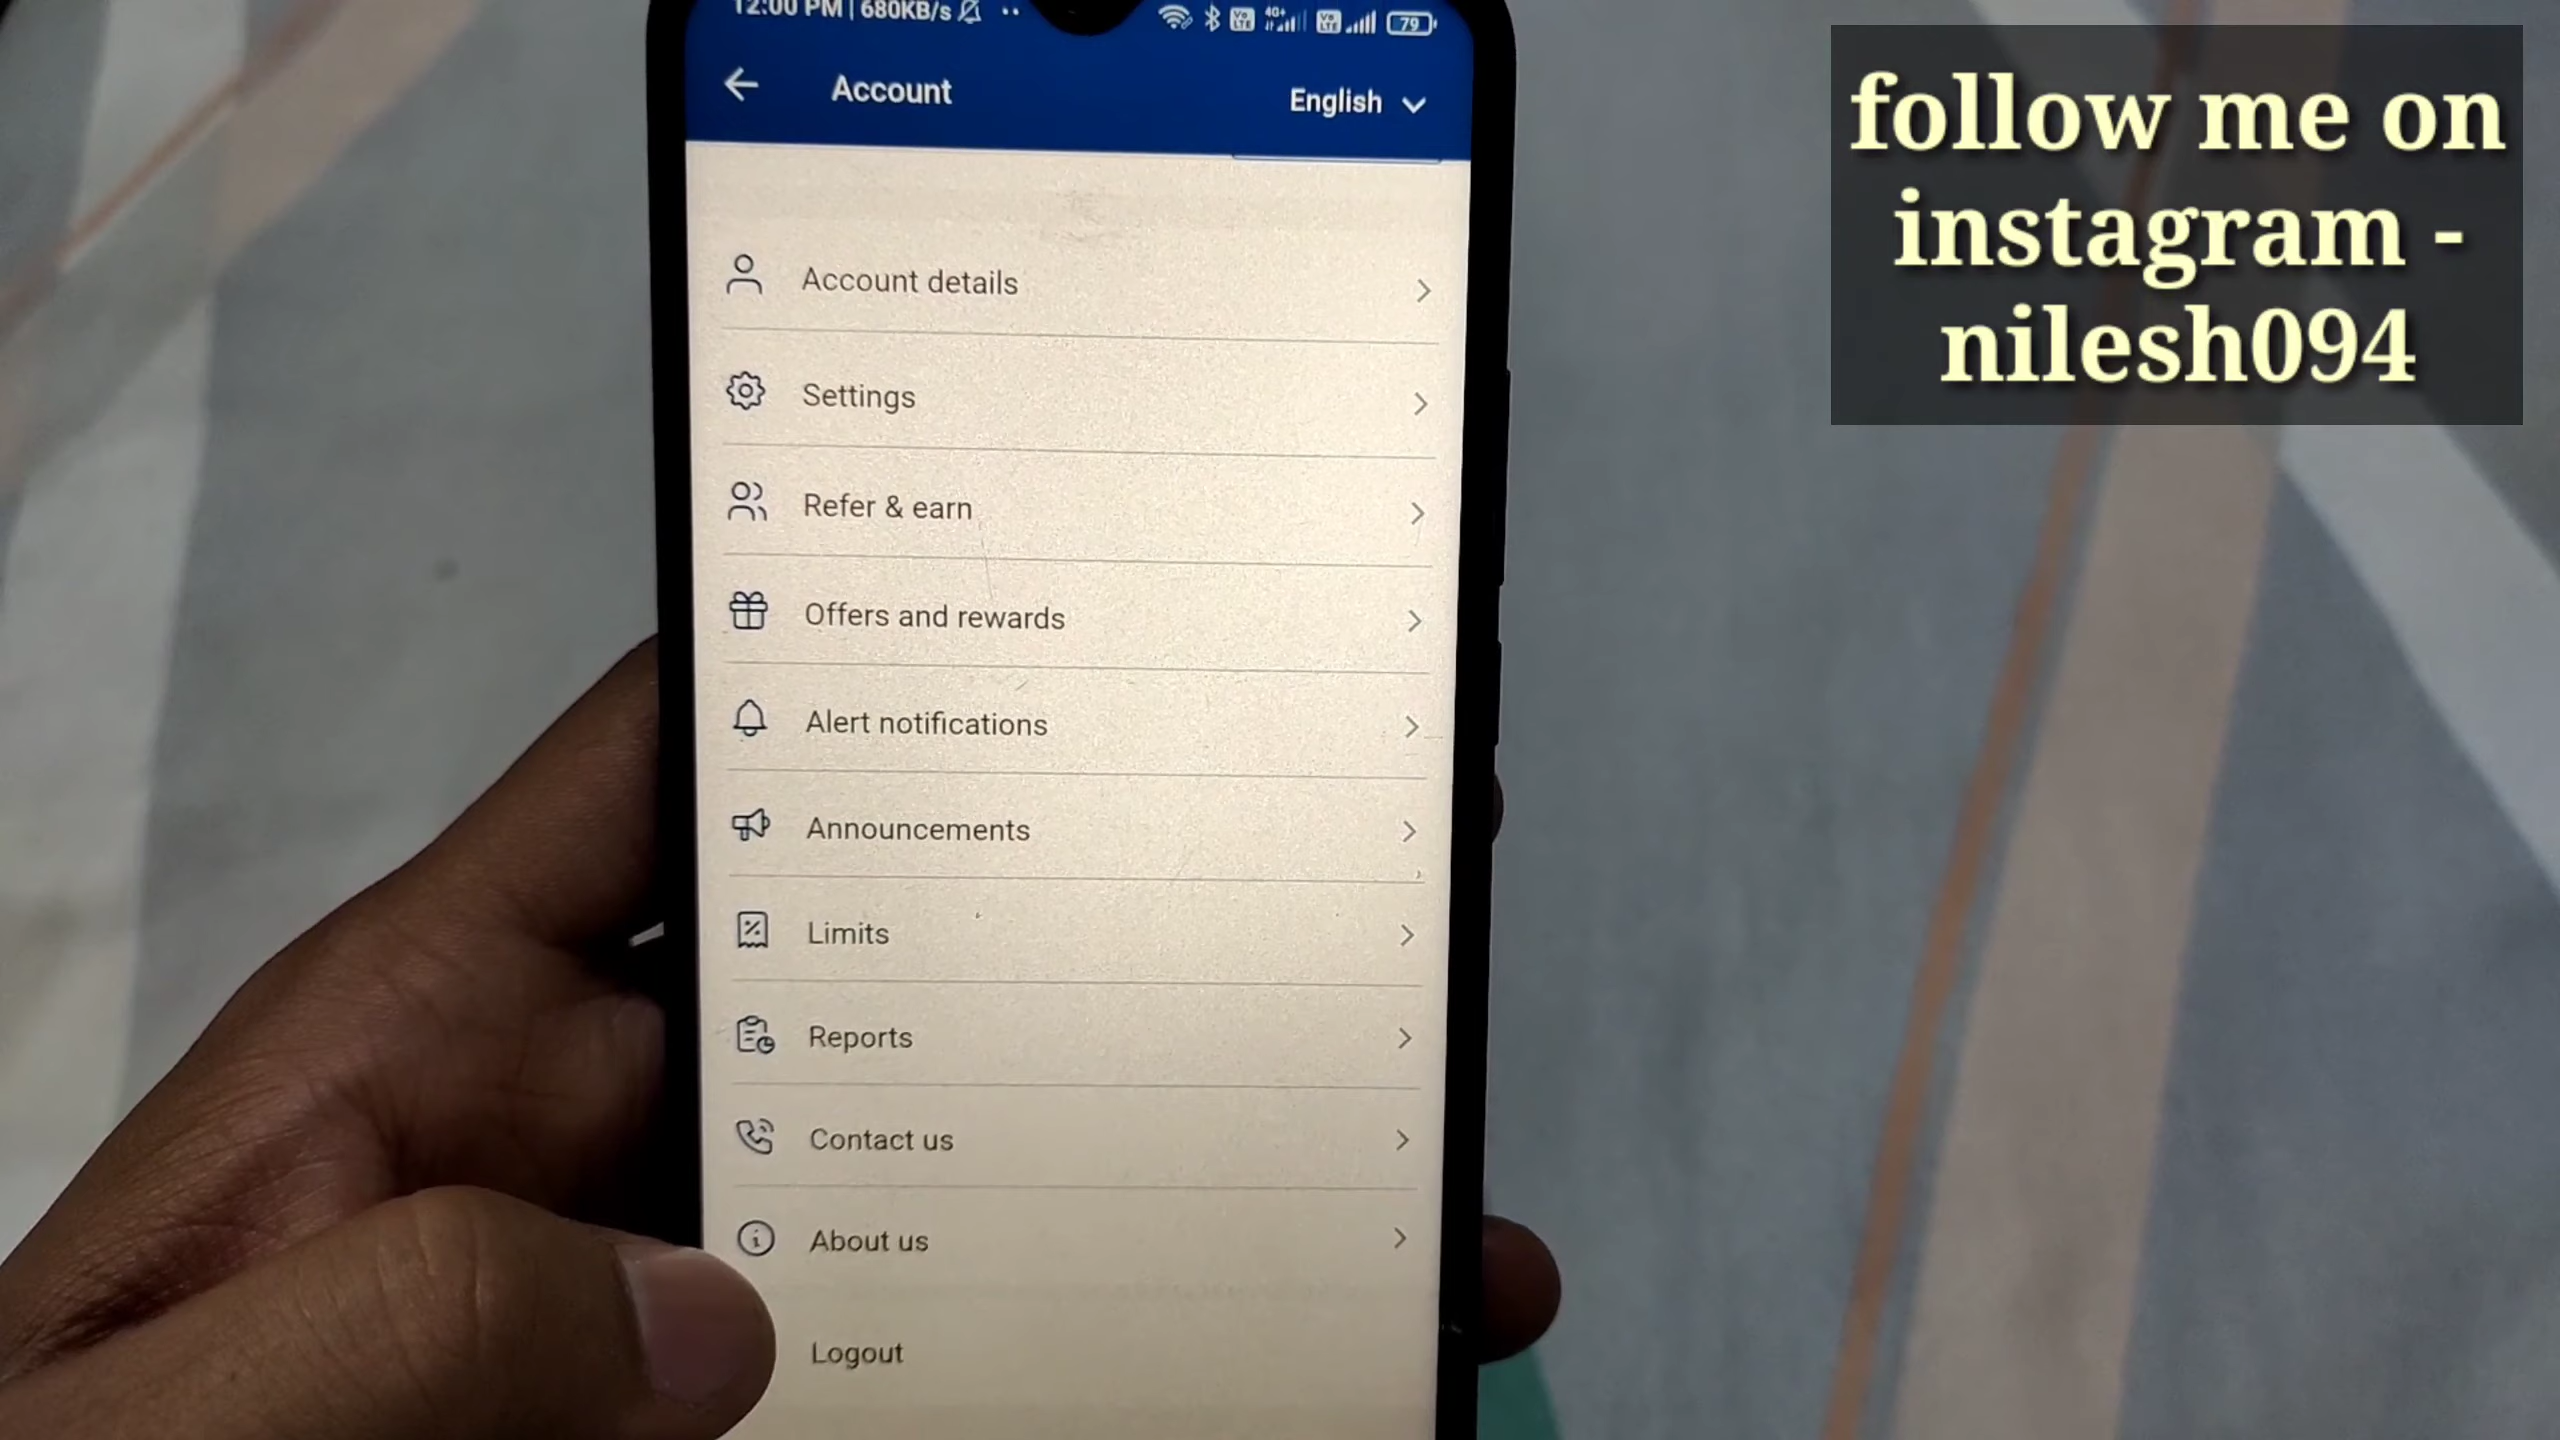 12:00 PM | 680KB/s
79
Account
English
Account details
Settings
Refer & earn
Offers and rewards
Alert notifications
Announcements
Limits
Reports
Contact us
About us
Logout
follow me on
instagram -
nilesh094